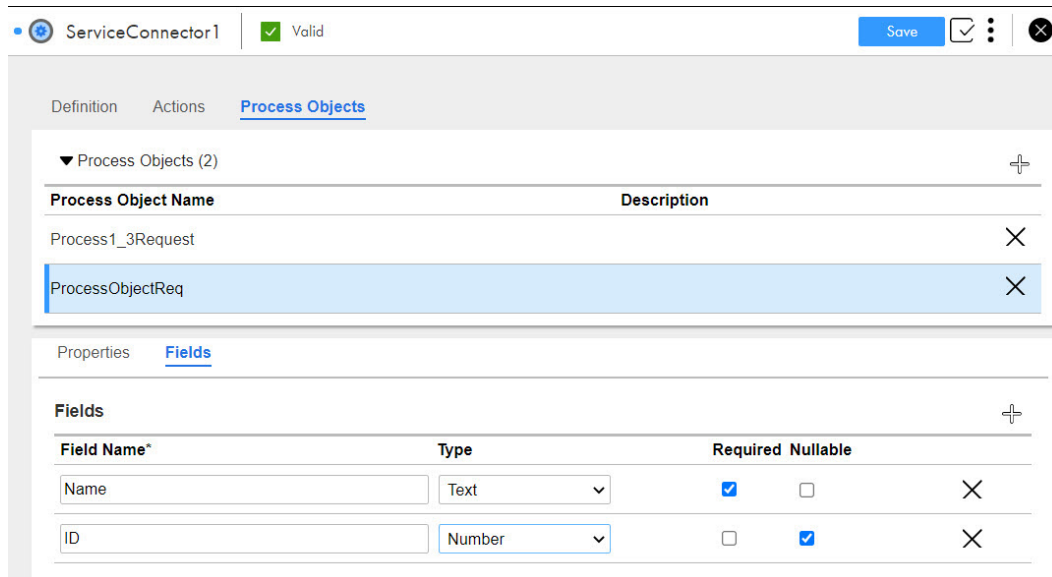 ServiceConnector1 Valid Save
Definition Actions Process Objects
Process Objects (2)
Process Object Name Description
Process1_3Request
ProcessObjectReq
Properties Fields
Fields
Field Name* Type Required Nullable
Name Text
ID Number